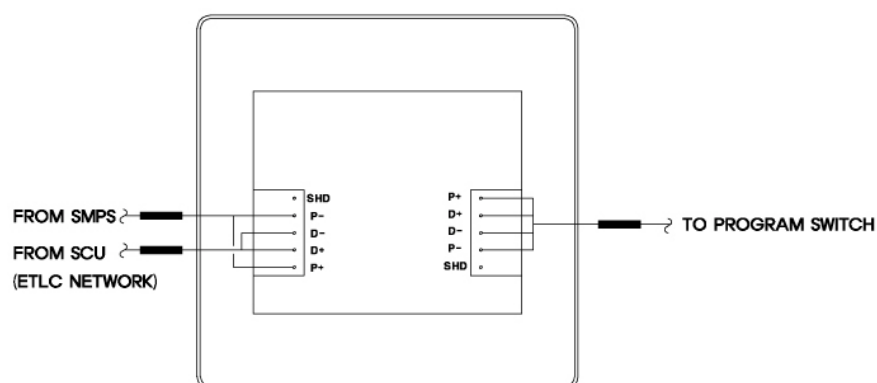 FROM SMPS
FROM SCU
(ETLC NETWORK)
SHD
P-
D-
D+
P+
P+
D+
D-
P-
SHD
TO PROGRAM SWITCH